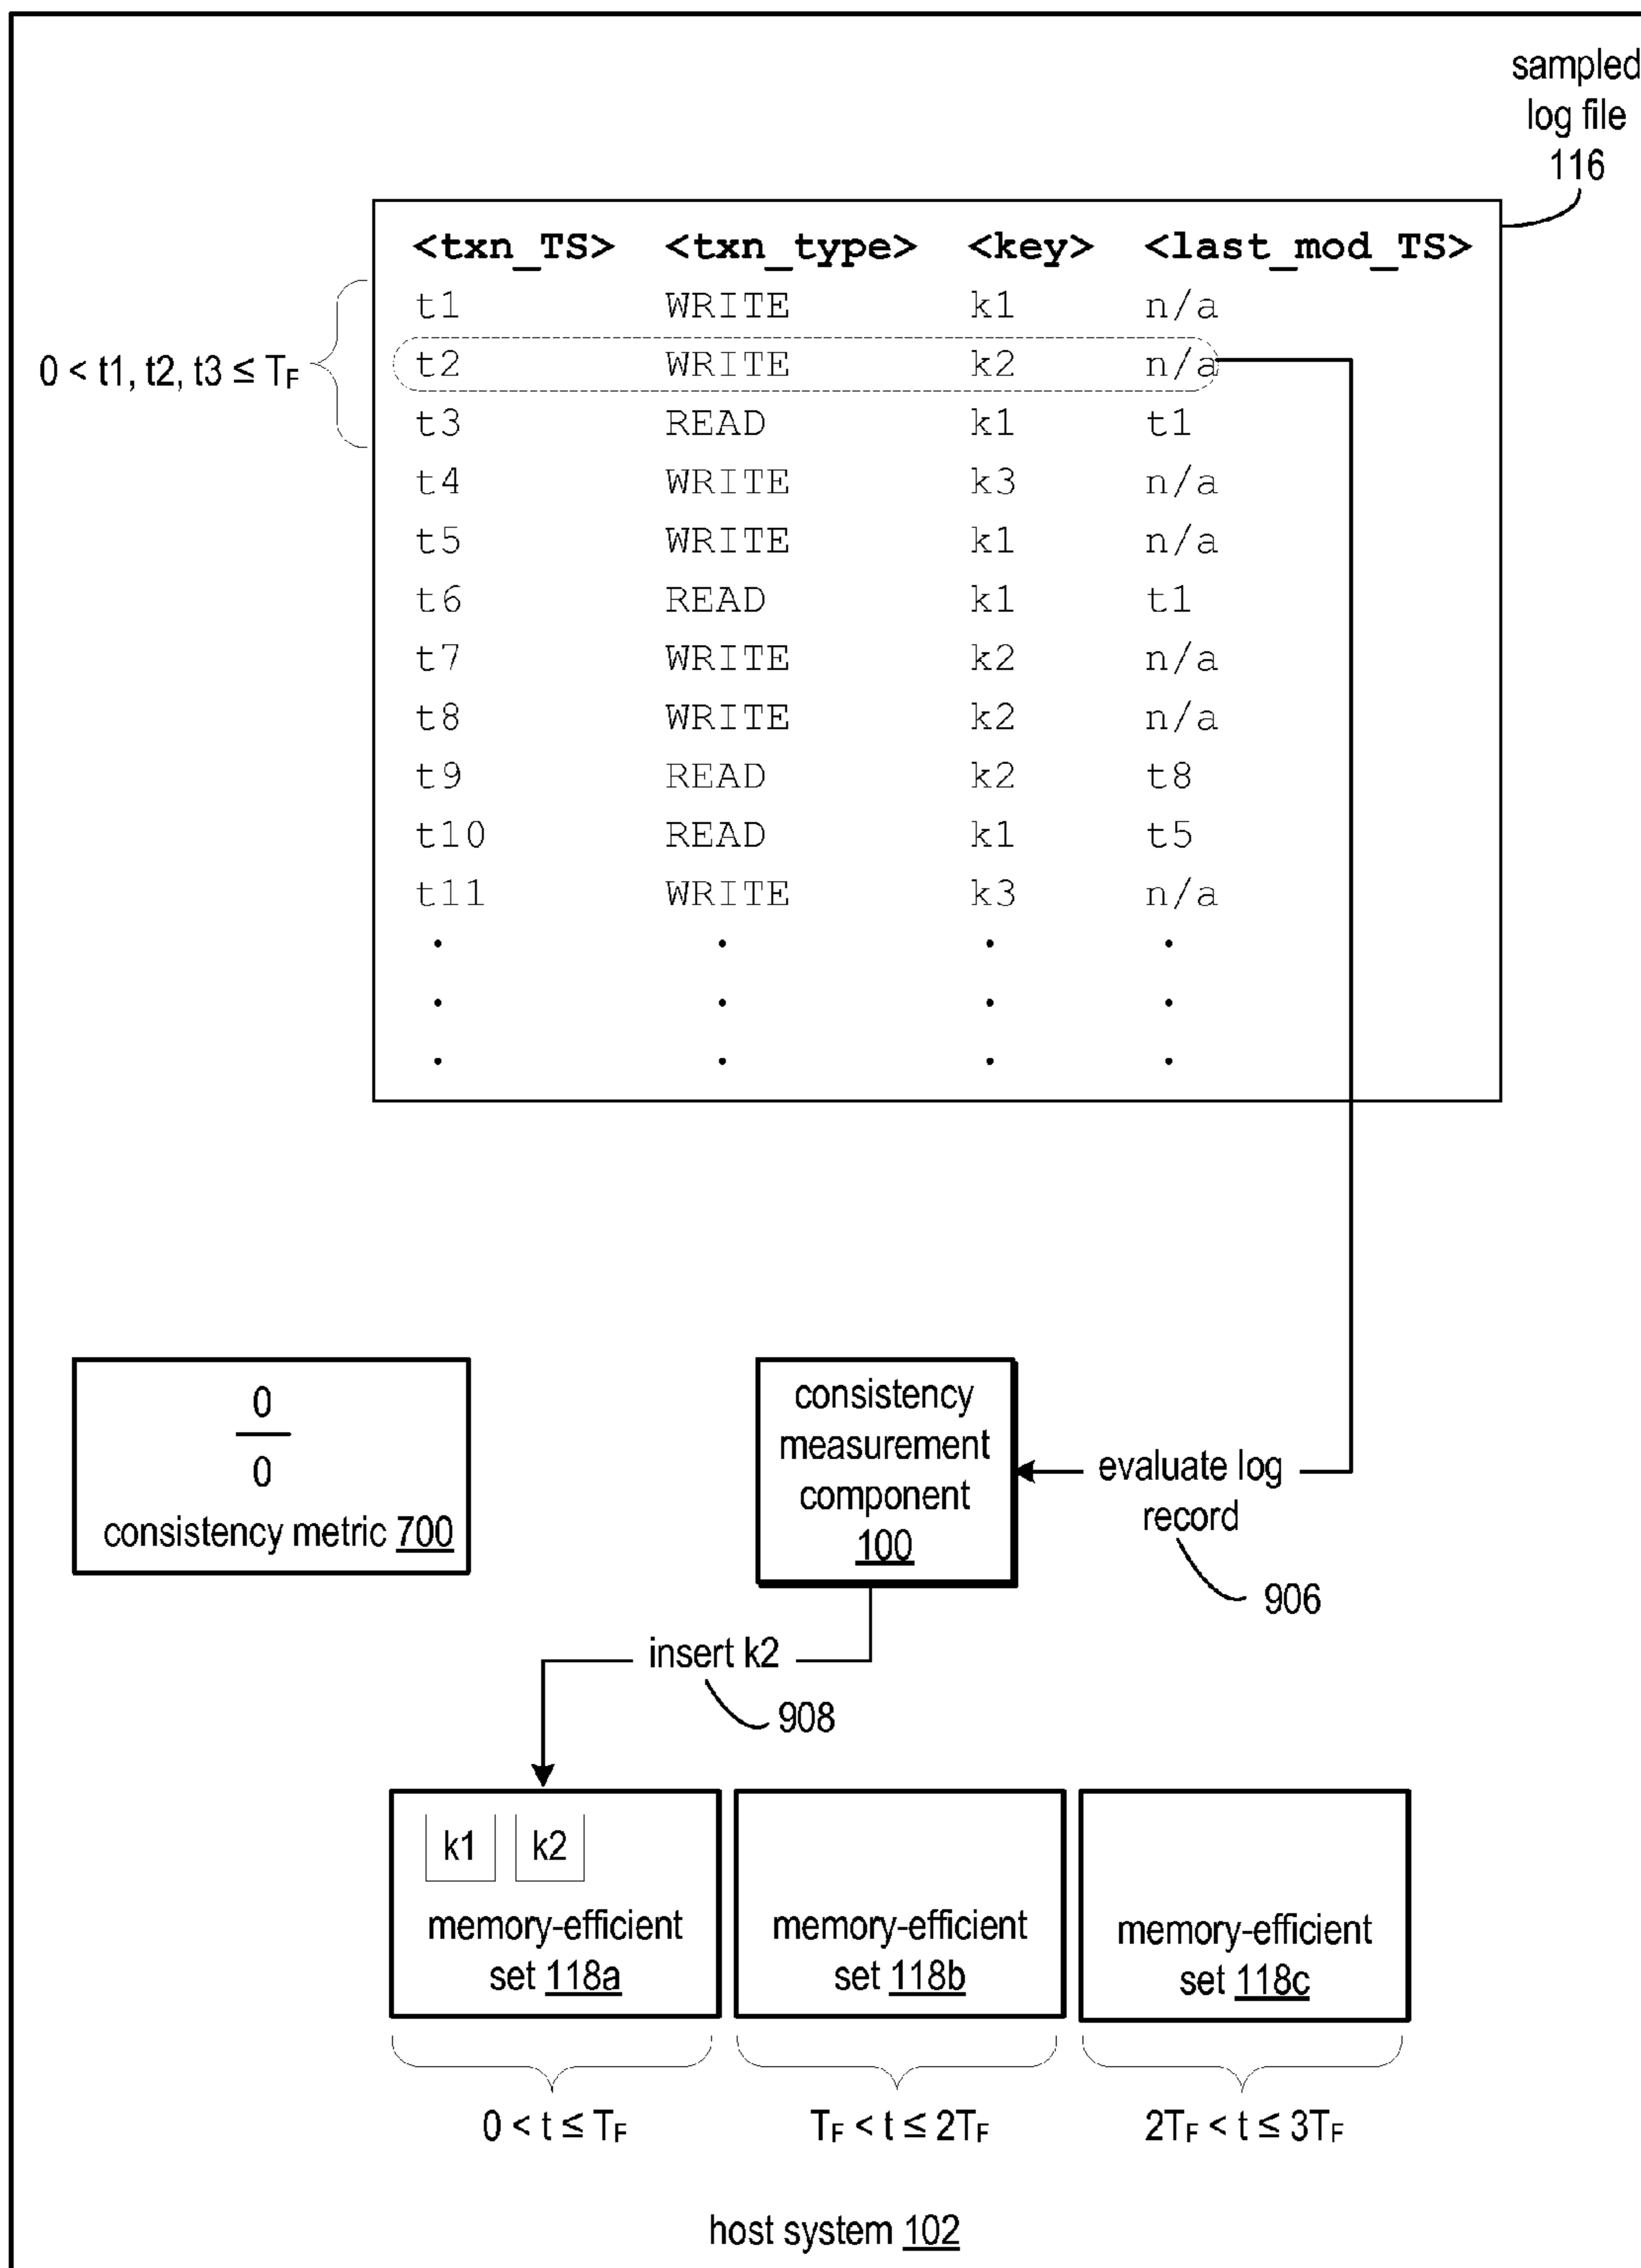 sampled
log file
116
<txn_TS> <txn_type> <key> <last_mod_TS>
t1 WRITE k1 n/a
0 < t1, t2, t3 ≤ TF
t2 WRITE k2 n/a
t3 READ k1 t1
t4 WRITE k3 n/a
t5 WRITE k1 n/a
t6 READ k1 t1
t7 WRITE k2 n/a
t8 WRITE k2 n/a
t9 READ k2 t8
t10 READ k1 t5
t11 WRITE k3 n/a
0
0
consistency metric 700
consistency
measurement
component
100
evaluate log
record
906
insert k2
908
k1 k2
memory-efficient
set 118a
memory-efficient
set 118b
memory-efficient
set 118c
0 < t ≤ TF
TF < t ≤ 2TF
2TF < t ≤ 3TF
host system 102